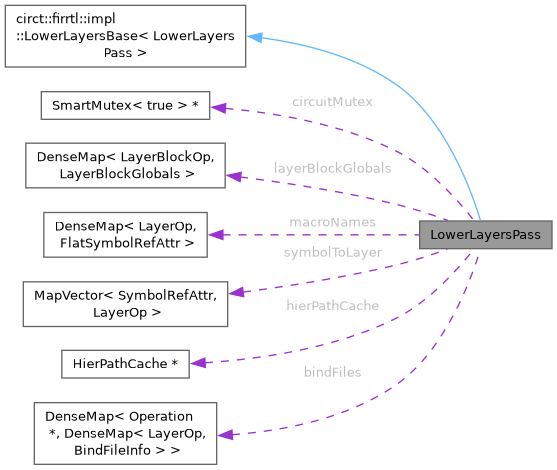 circt::firrtl::impl
::LowerLayersBase< LowerLayers
Pass >
circuitMutex
SmartMutex< true > *
DenseMap< LayerBlockOp,
LayerBlockGlobals >
layerBlockGlobals
DenseMap< LayerOp,
FlatSymbolRefAttr >
macroNames
LowerLayersPass
symbolToLayer
MapVector< SymbolRefAttr,
LayerOp >
hierPathCache
HierPathCache *
bindFiles
DenseMap< Operation
*, DenseMap< LayerOp,
BindFileInfo > >